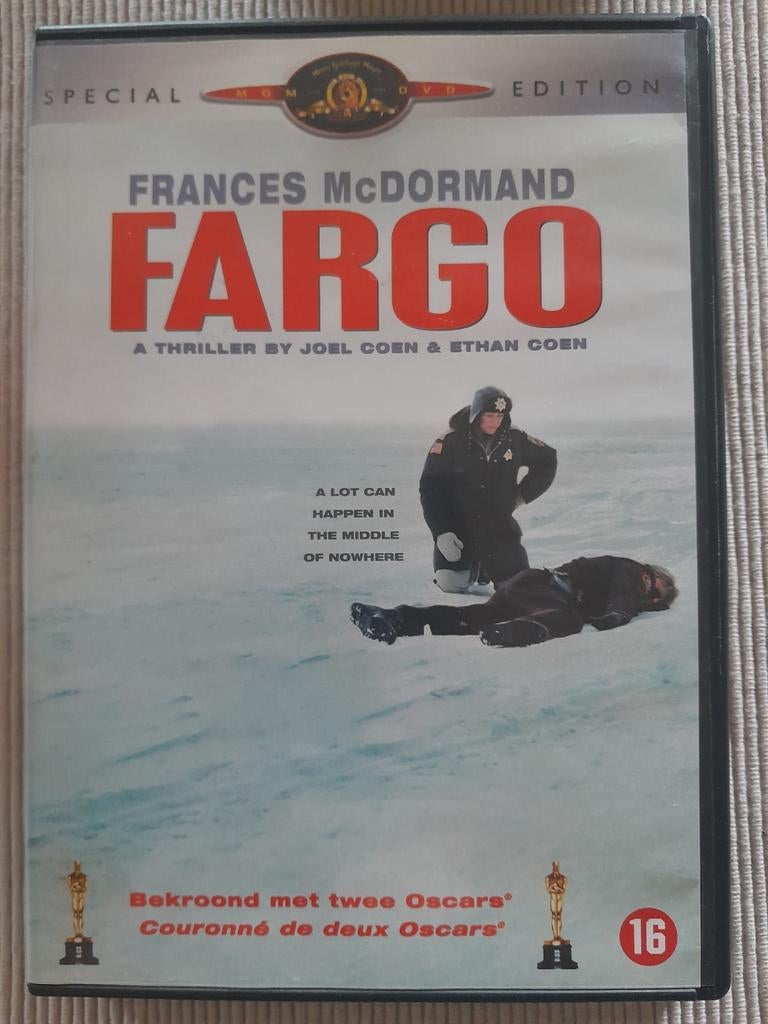 SPECIAL MGM DVD EDITION
FRANCES McDORMAND
FARGO
A THRILLER BY JOEL COEN & ETHAN COEN
A LOT CAN
HAPPEN IN
THE MIDDLE
OF NOWHERE
Bekroond met twee Oscars®
Couronné de deux Oscars®
16